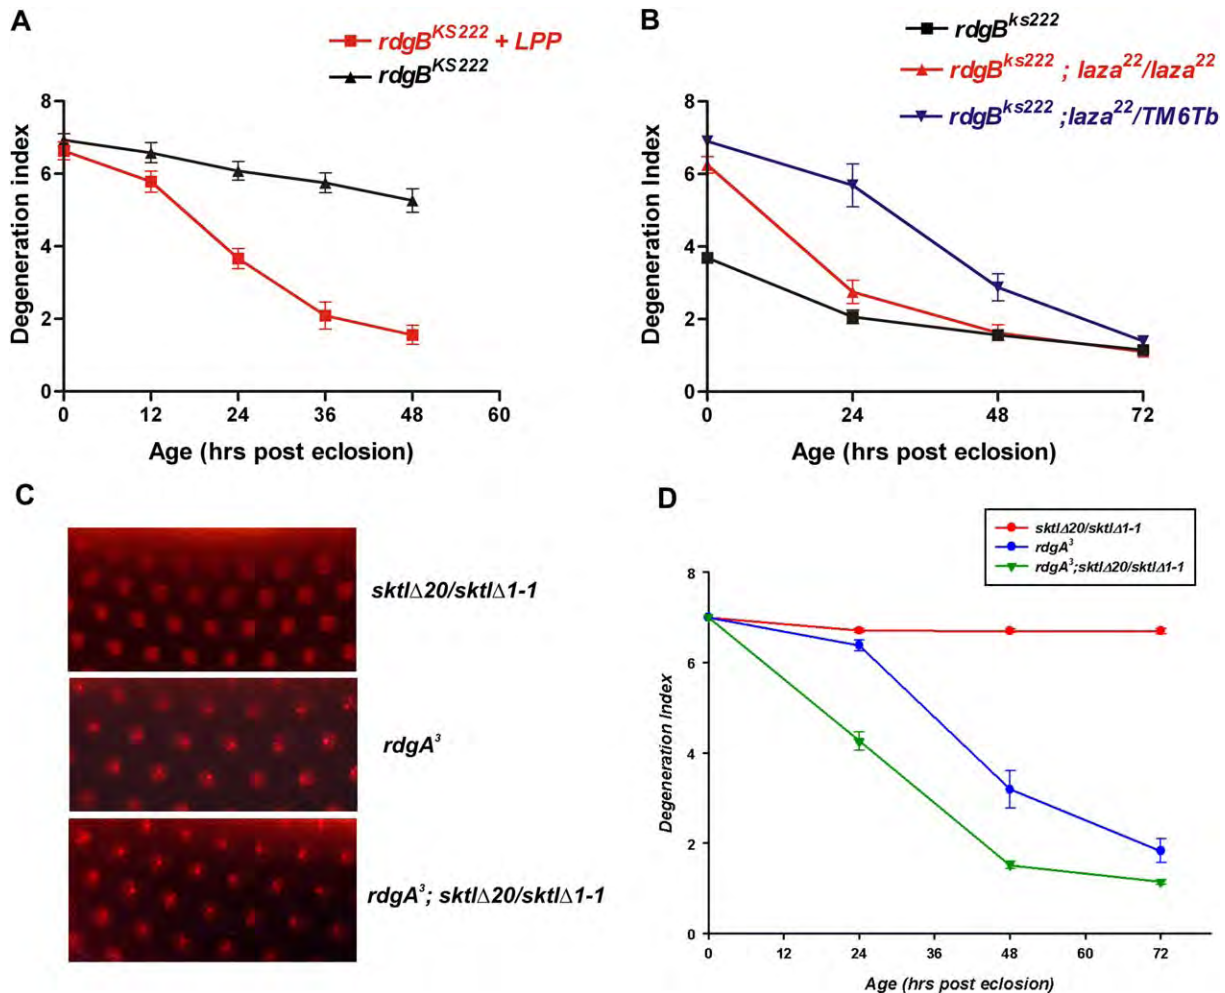 A
rdgB^KS222 + LPP
rdgB^KS222
8
6
4
2
0
Degeneration index
0 12 24 36 48 60
Age (hrs post eclosion)
B
rdgB^ks222
rdgB^ks222 ; laza^22/laza^22
rdgB^ks222 ;laza^22/TM6Tb
8
6
4
2
0
Degeneration Index
0 24 48 72
Age (hrs post eclosion)
C
sktlΔ20/sktlΔ1-1
rdgA^3
rdgA^3; sktlΔ20/sktlΔ1-1
D
sktlΔ20/sktlΔ1-1
rdgA^3
rdgA^3;sktlΔ20/sktlΔ1-1
8
6
4
2
0
Degeneration Index
0 12 24 36 48 60 72
Age (hrs post eclosion)